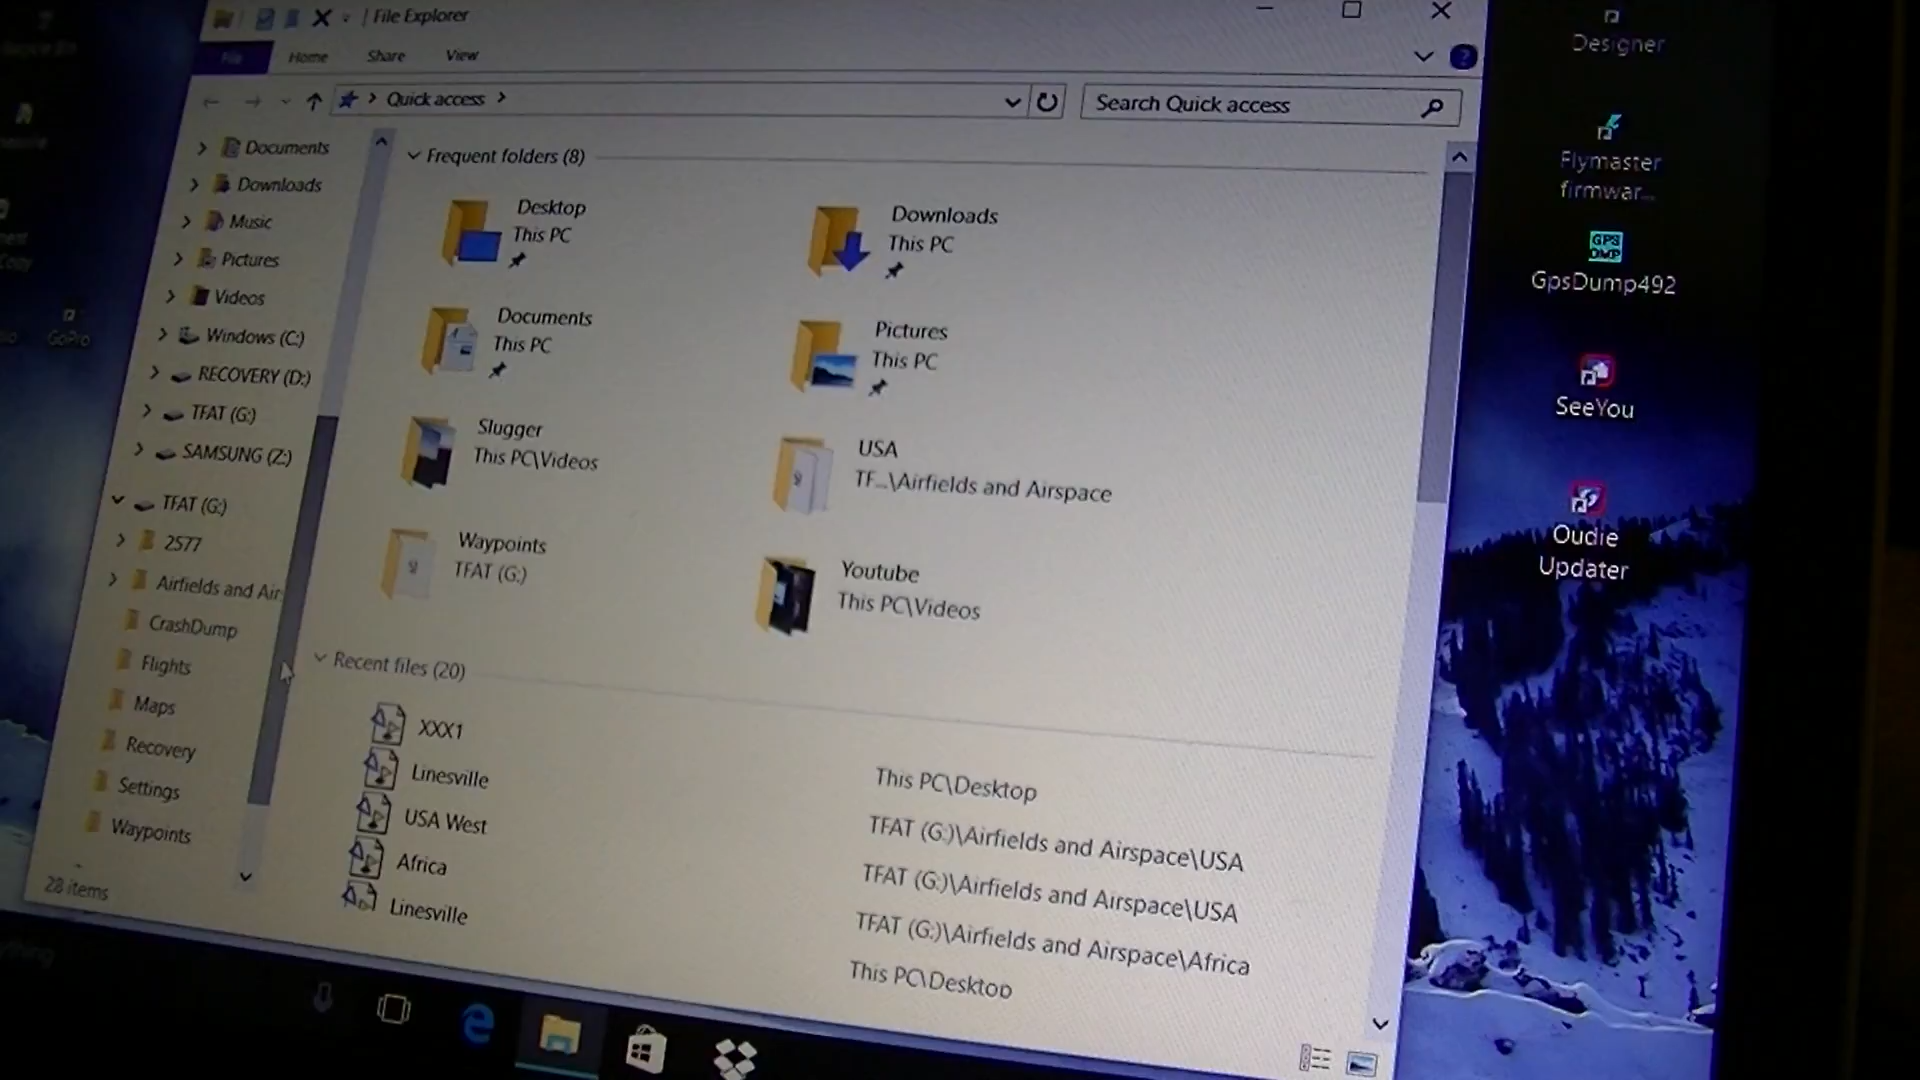 File Explorer
File
Home
Share
View
Quick access
Search Quick access
Documents
Downloads
Music
Pictures
Videos
Windows (C:)
RECOVERY (D:)
TFAT (G:)
SAMSUNG (Z:)
TFAT (G:)
2577
Airfields and Air
CrashDump
Flights
Maps
Recovery
Settings
Waypoints
28 items
Frequent folders (8)
Desktop
This PC
Downloads
This PC
Documents
This PC
Pictures
This PC
Slugger
This PC\Videos
USA
TF...\Airfields and Airspace
Waypoints
TFAT (G:)
Youtube
This PC\Videos
Recent files (20)
XXX1
This PC\Desktop
Linesville
TFAT (G:)\Airfields and Airspace\USA
USA West
TFAT (G:)\Airfields and Airspace\USA
Africa
TFAT (G:)\Airfields and Airspace\Africa
Linesville
This PC\Desktop
Designer
Flymaster
firmwar...
GPS
DMP
GpsDump492
SeeYou
Oudie
Updater
GoPro